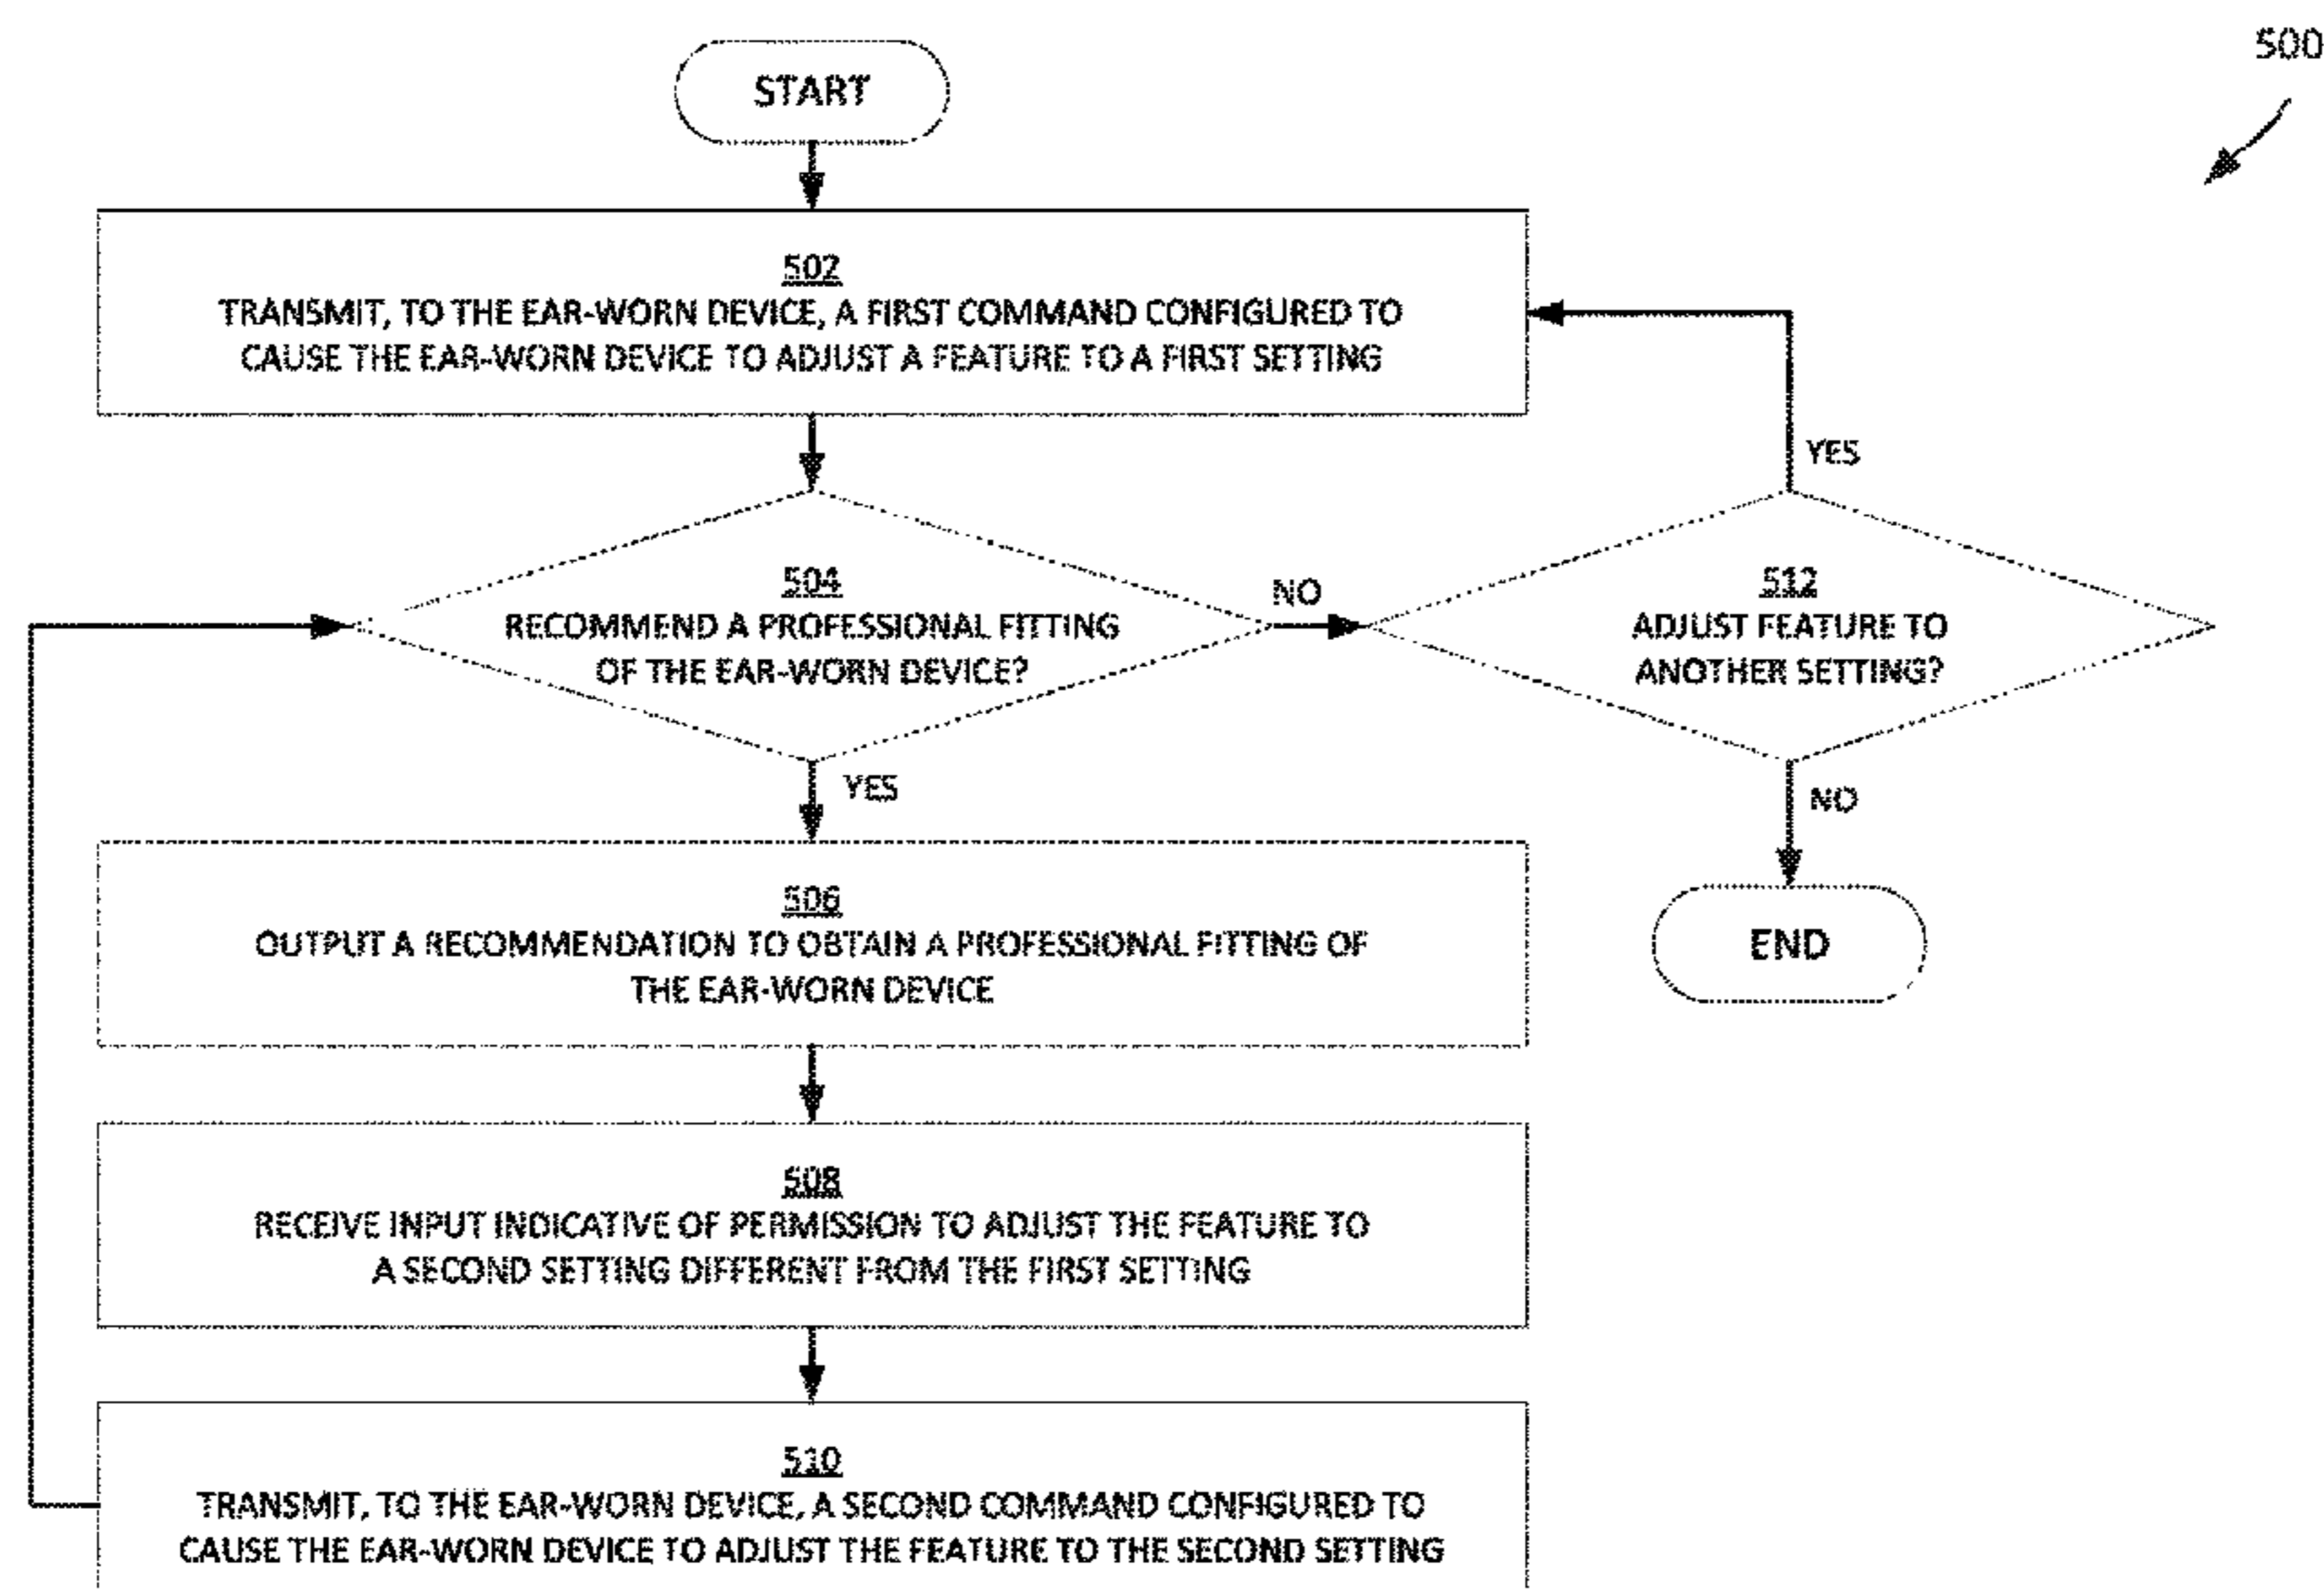 500
START
502
TRANSMIT, TO THE EAR-WORN DEVICE, A FIRST COMMAND CONFIGURED TO
CAUSE THE EAR-WORN DEVICE TO ADJUST A FEATURE TO A FIRST SETTING
YES
504
RECOMMEND A PROFESSIONAL FITTING
OF THE EAR-WORN DEVICE?
NO
512
ADJUST FEATURE TO
ANOTHER SETTING?
YES
NO
506
OUTPUT A RECOMMENDATION TO OBTAIN A PROFESSIONAL FITTING OF
THE EAR-WORN DEVICE
END
508
RECEIVE INPUT INDICATIVE OF PERMISSION TO ADJUST THE FEATURE TO
A SECOND SETTING DIFFERENT FROM THE FIRST SETTING
510
TRANSMIT, TO THE EAR-WORN DEVICE, A SECOND COMMAND CONFIGURED TO
CAUSE THE EAR-WORN DEVICE TO ADJUST THE FEATURE TO THE SECOND SETTING